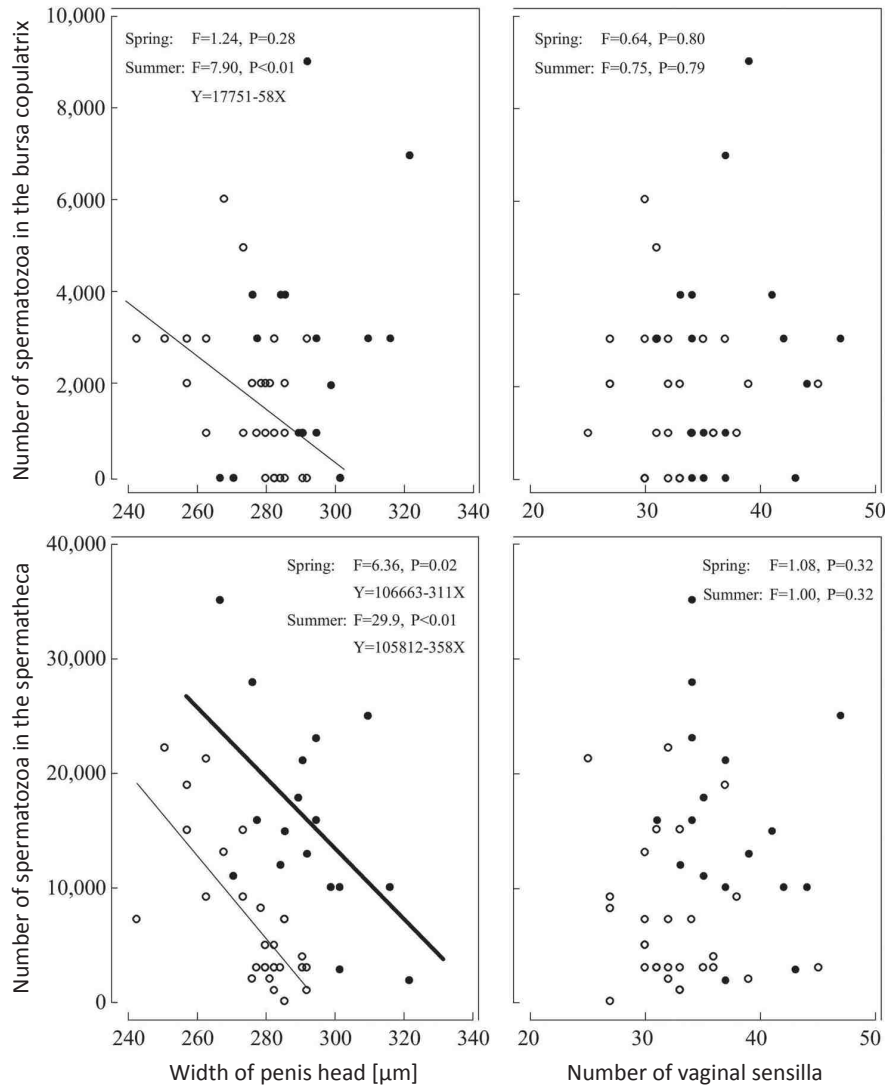 Number of spermatozoa in the bursa copulatrix
10,000
8,000
6,000
4,000
2,000
0
Spring: F=1.24, P=0.28
Summer: F=7.90, P<0.01
Y=17751-58X
240 260 280 300 320 340
Spring: F=0.64, P=0.80
Summer: F=0.75, P=0.79
20 30 40 50
Number of spermatozoa in the spermatheca
40,000
30,000
20,000
10,000
0
Spring: F=6.36, P=0.02
Y=106663-311X
Summer: F=29.9, P<0.01
Y=105812-358X
240 260 280 300 320 340
Width of penis head [µm]
Spring: F=1.08, P=0.32
Summer: F=1.00, P=0.32
20 30 40 50
Number of vaginal sensilla